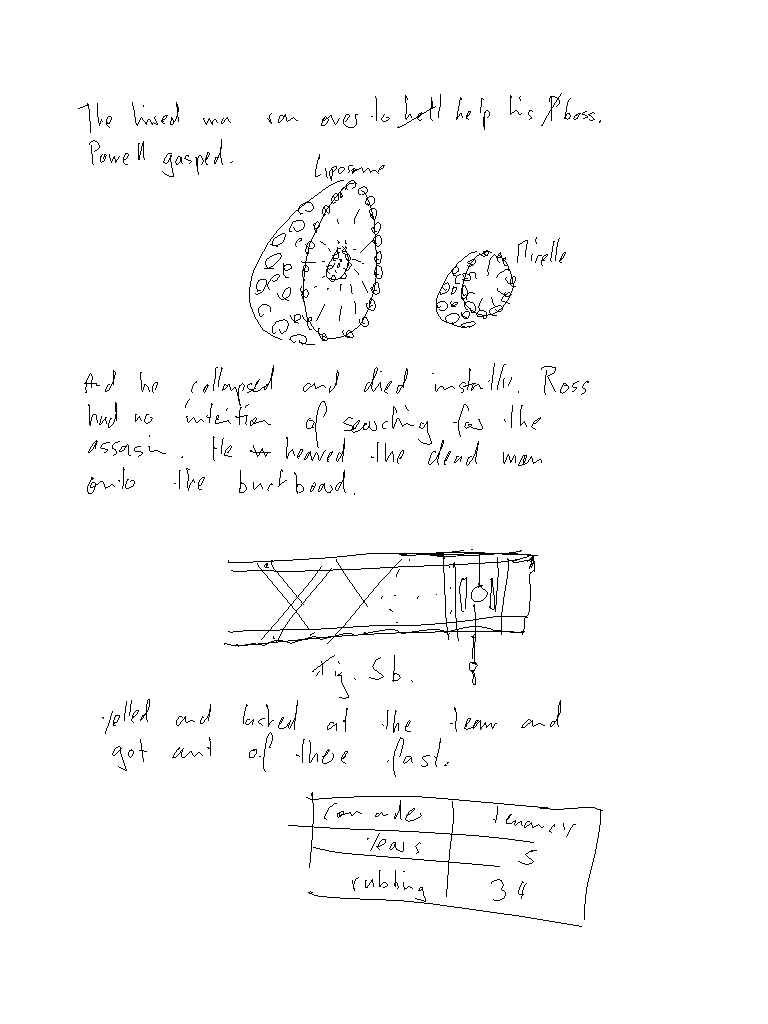 The hired man ran over to help his boss.
Powell gasped.
Liposome
Micelle
And he collapsed and died instantly. Ross
had no intention of searching for the
assasin. He heaved the dead man
onto the buckboard.
Fig. 5b.
yelled and lashed at the team and
got out of there fast.
comrades tenancy
years 5
rubbing 34